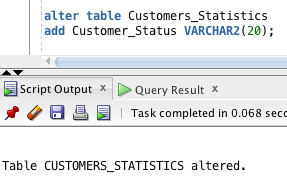 alter table Customers_Statistics
add Customer_Status VARCHAR2(20);
Script Output x Query Result x
Task completed in 0.068 seco
Table CUSTOMERS_STATISTICS altered.